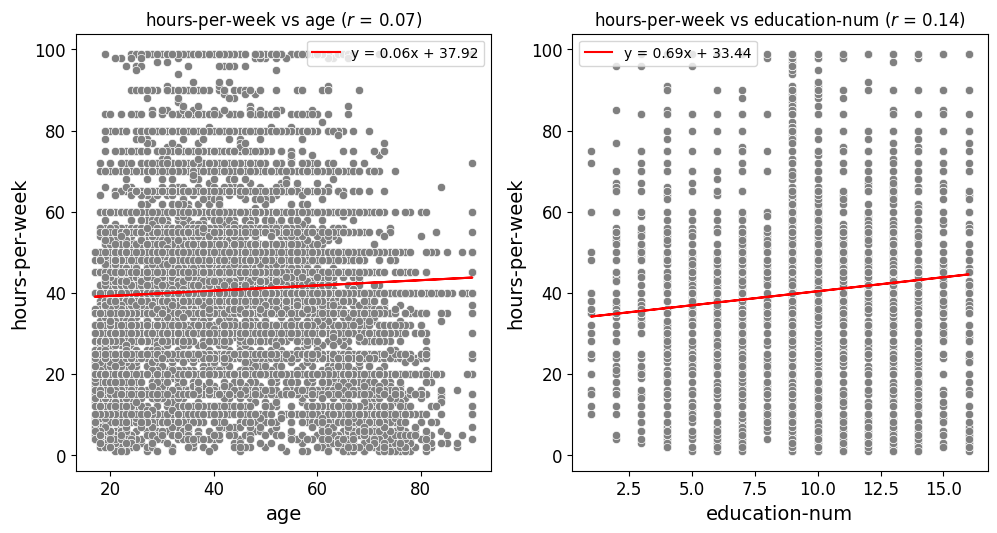 hours-per-week vs age (r = 0.07)
y = 0.06x + 37.92
100
80
60
40
20
0
hours-per-week
20
40
60
80
age
hours-per-week vs education-num (r = 0.14)
y = 0.69x + 33.44
100
80
60
40
20
0
hours-per-week
2.5
5.0
7.5
10.0
12.5
15.0
education-num